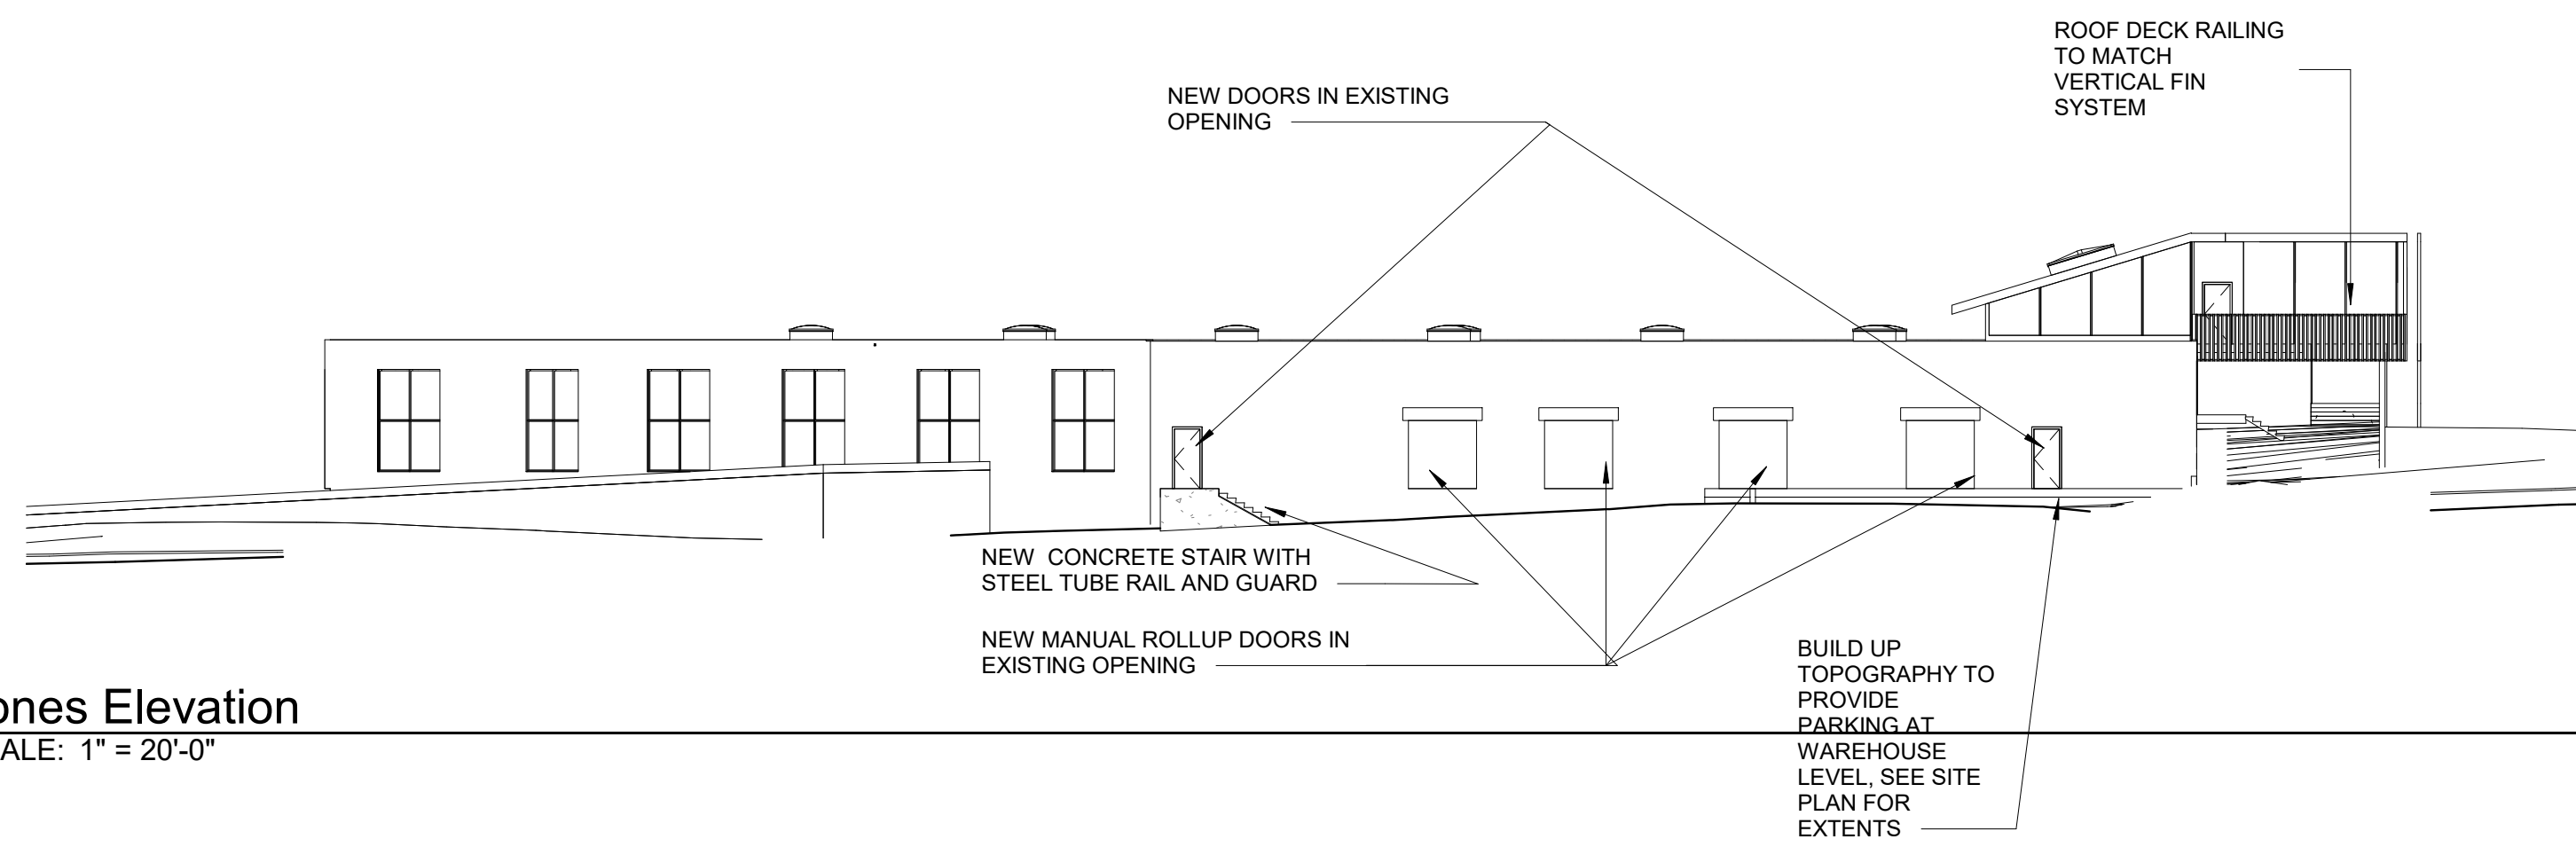 ROOF DECK RAILING
TO MATCH
VERTICAL FIN
SYSTEM
NEW DOORS IN EXISTING
OPENING
NEW CONCRETE STAIR WITH
STEEL TUBE RAIL AND GUARD
NEW MANUAL ROLLUP DOORS IN
EXISTING OPENING
BUILD UP
TOPOGRAPHY TO
PROVIDE
PARKING AT
WAREHOUSE
LEVEL, SEE SITE
PLAN FOR
EXTENTS
ones Elevation
ALE: 1" = 20'-0"